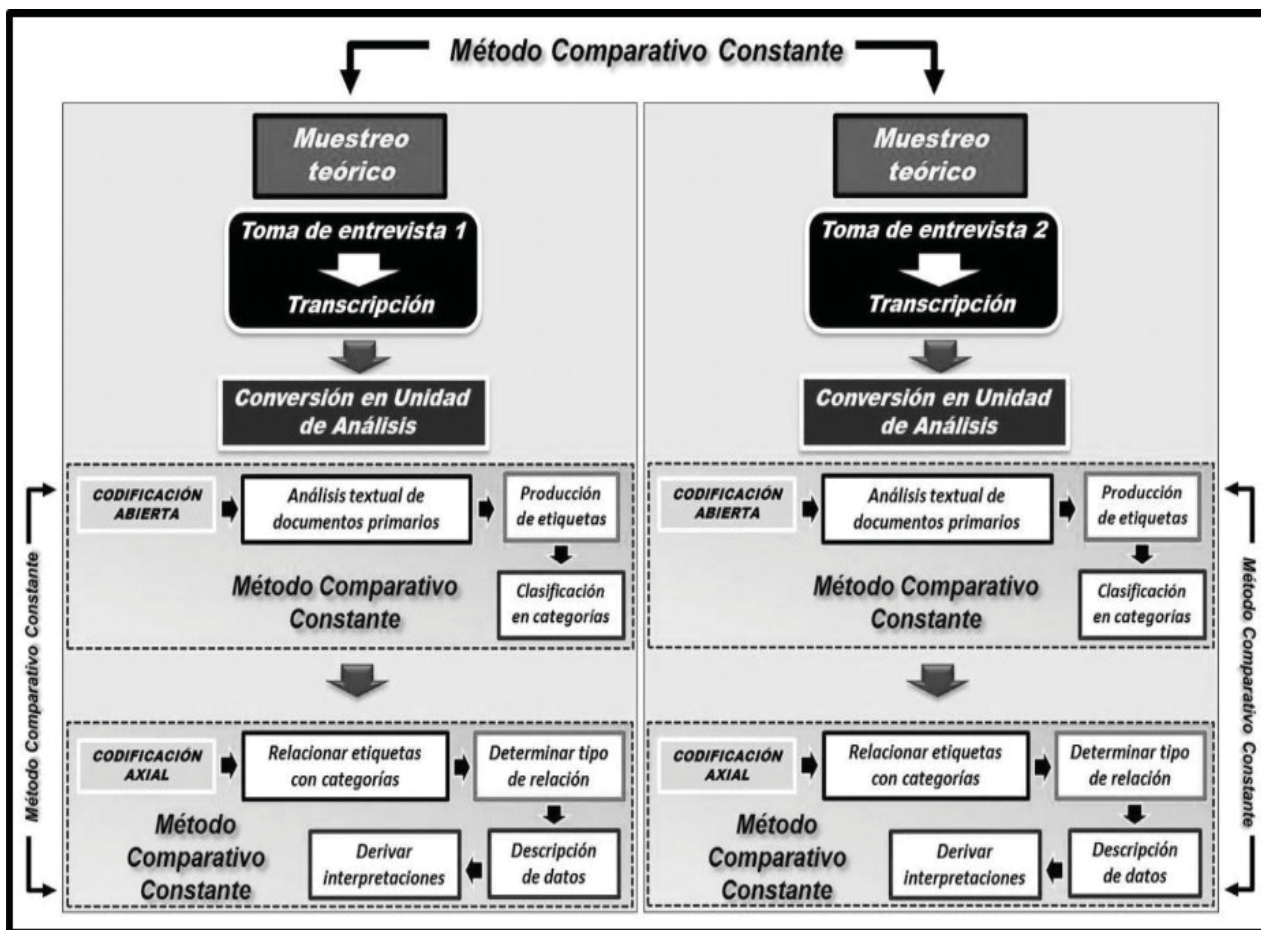 Método Comparativo Constante
Muestreo
teórico
Toma de entrevista 1
Transcripción
Conversión en Unidad
de Análisis
CODIFICACIÓN
ABIERTA
Análisis textual de
documentos primarios
Producción
de etiquetas
Clasificación
en categorías
Método Comparativo
Constante
CODIFICACIÓN
AXIAL
Relacionar etiquetas
con categorías
Determinar tipo
de relación
Descripción
de datos
Derivar
interpretaciones
Método
Comparativo
Constante
Método Comparativo Constante
Muestreo
teórico
Toma de entrevista 2
Transcripción
Conversión en Unidad
de Análisis
CODIFICACIÓN
ABIERTA
Análisis textual de
documentos primarios
Producción
de etiquetas
Clasificación
en categorías
Método Comparativo
Constante
CODIFICACIÓN
AXIAL
Relacionar etiquetas
con categorías
Determinar tipo
de relación
Descripción
de datos
Derivar
interpretaciones
Método
Comparativo
Constante
Método Comparativo Constante